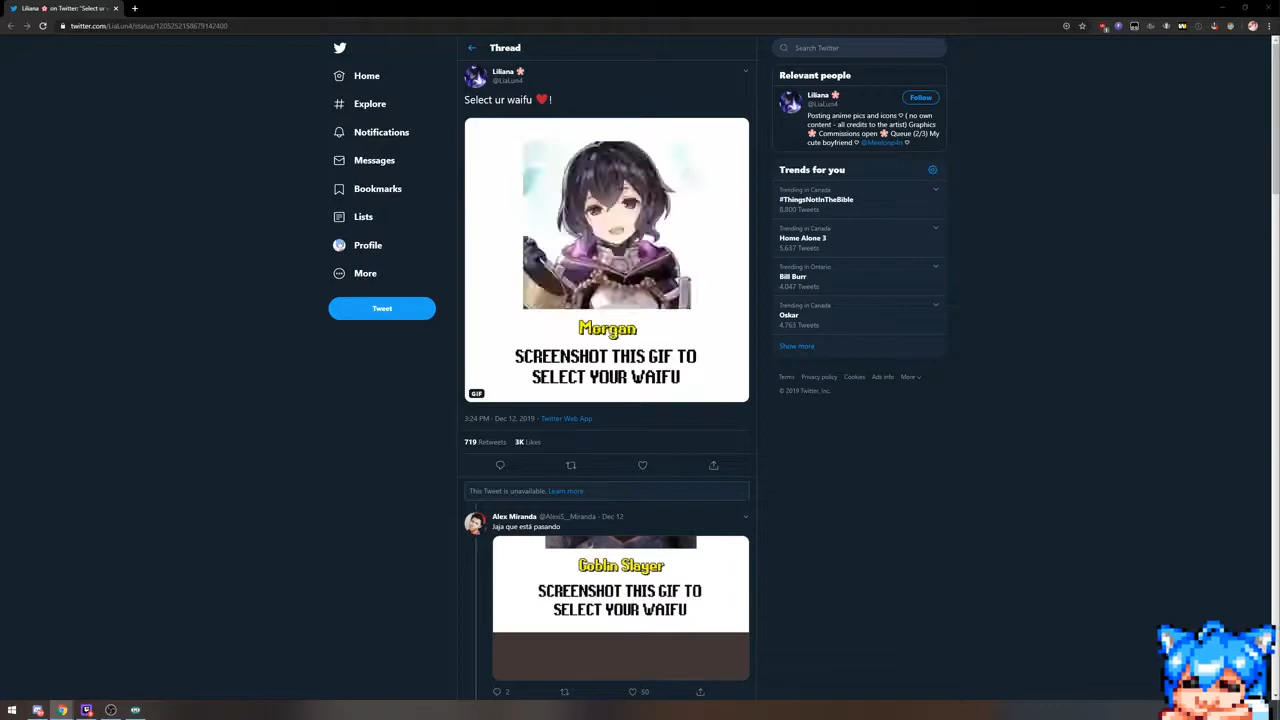 Liliana 🌸 on Twitter: "Select ur w
twitter.com/LiaLun4/status/1205252158679142400
Home
Explore
Notifications
Messages
Bookmarks
Lists
Profile
More
Tweet
Thread
Liliana 🌸
@LiaLun4
Select ur waifu ❤️!
Morgan
SCREENSHOT THIS GIF TO
SELECT YOUR WAIFU
GIF
3:24 PM · Dec 12, 2019 · Twitter Web App
719 Retweets 3K Likes
This Tweet is unavailable. Learn more
Alex Miranda @AlexiS__Miranda · Dec 12
Jaja que está pasando
Goblin Slayer
SCREENSHOT THIS GIF TO
SELECT YOUR WAIFU
2 50
Search Twitter
Relevant people
Liliana 🌸
@LiaLun4
Follow
Posting anime pics and icons ♡ ( no own
content - all credits to the artist) Graphics
🌸 Commissions open 🌸 Queue (2/3) My
cute boyfriend ♡ @Meelonp4n ♡
Trends for you
Trending in Canada
#ThingsNotInTheBible
8,800 Tweets
Trending in Canada
Home Alone 3
5,637 Tweets
Trending in Ontario
Bill Burr
4,047 Tweets
Trending in Canada
Oskar
4,763 Tweets
Show more
Terms Privacy policy Cookies Ads info More
© 2019 Twitter, Inc.